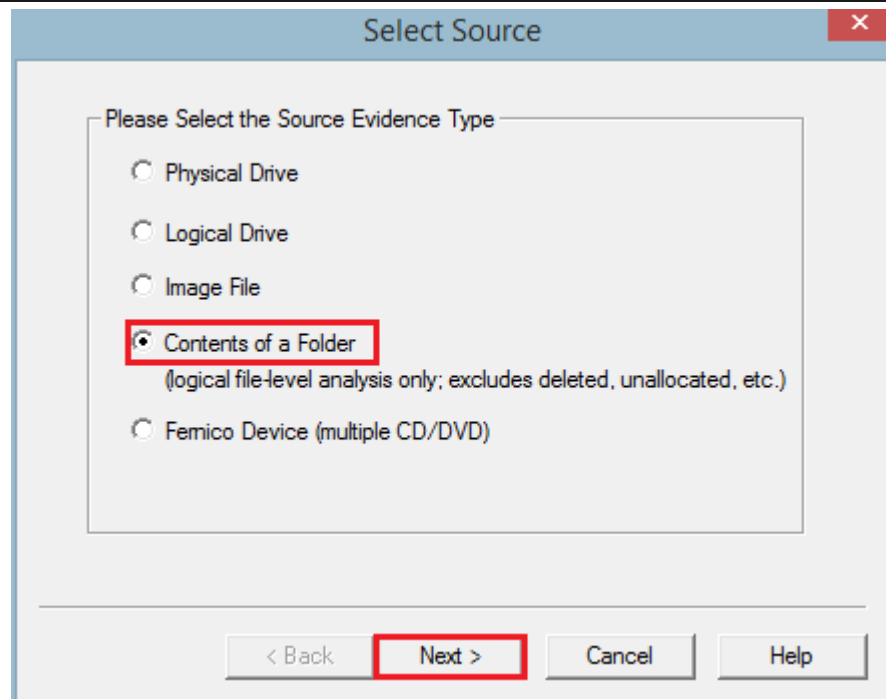 Select Source
Please Select the Source Evidence Type
Physical Drive
Logical Drive
Image File
Contents of a Folder
(logical file-level analysis only; excludes deleted, unallocated, etc.)
Fernico Device (multiple CD/DVD)
< Back Next > Cancel Help